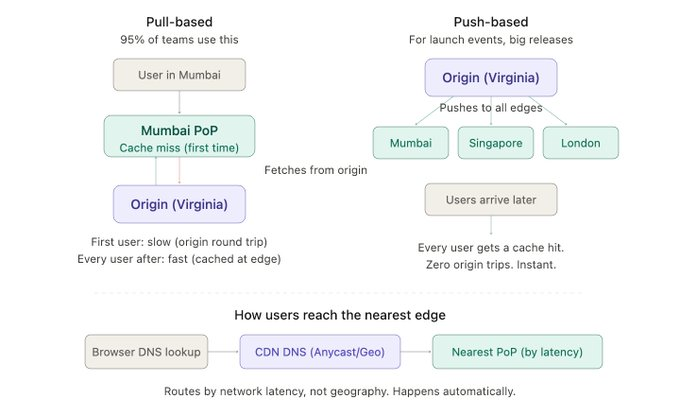 Pull-based
95% of teams use this
User in Mumbai
Mumbai PoP
Cache miss (first time)
Fetches from origin
Origin (Virginia)
First user: slow (origin round trip)
Every user after: fast (cached at edge)
Push-based
For launch events, big releases
Origin (Virginia)
Pushes to all edges
Mumbai
Singapore
London
Users arrive later
Every user gets a cache hit.
Zero origin trips. Instant.
How users reach the nearest edge
Browser DNS lookup
CDN DNS (Anycast/Geo)
Nearest PoP (by latency)
Routes by network latency, not geography. Happens automatically.